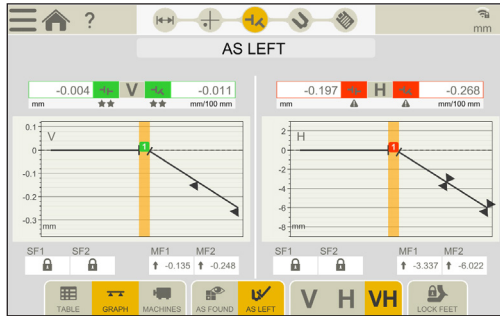 ?
mm
AS LEFT
-0.004 V -0.011
mm mm/100 mm
-0.197 H -0.268
mm mm/100 mm
V
0.1
0
-0.1
-0.2
-0.3
mm
1
H
2
0
-2
-4
-6
-8
mm
1
SF1 SF2 MF1 MF2
-0.135 -0.248
SF1 SF2 MF1 MF2
-3.337 -6.022
TABLE GRAPH MACHINES AS FOUND AS LEFT V H VH LOCK FEET